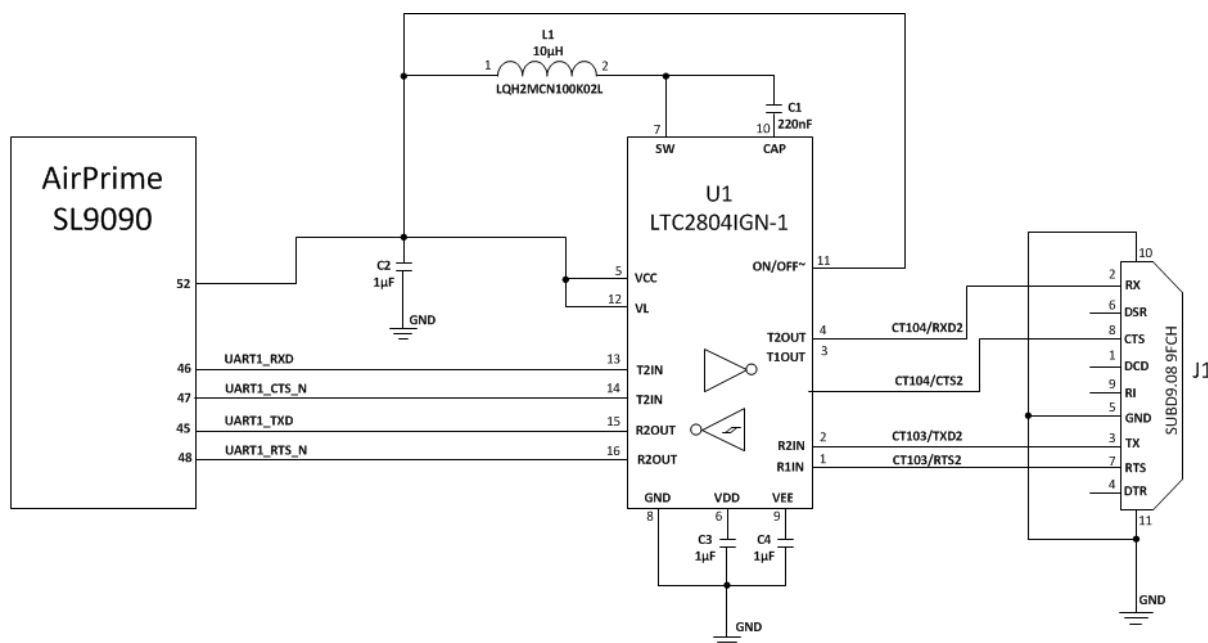 L1
10µH
1
2
LQH2MCN100K02L
C1
220nF
7
10
SW
CAP
AirPrime
SL9090
U1
LTC2804IGN-1
C2
1µF
GND
52
5
VCC
12
VL
ON/OFF~
11
10
2
RX
6
DSR
T2OUT
4
CT104/RXD2
8
CTS
T1OUT
3
1
DCD
CT104/CTS2
9
RI
J1
SUBD9.08 9FCH
46
UART1_RXD
13
T2IN
47
UART1_CTS_N
14
T2IN
45
UART1_TXD
15
R2OUT
48
UART1_RTS_N
16
R2OUT
5
GND
R2IN
2
CT103/TXD2
3
TX
R1IN
1
CT103/RTS2
7
RTS
4
DTR
11
GND
VDD
VEE
8
6
9
C3
1µF
C4
1µF
GND
GND